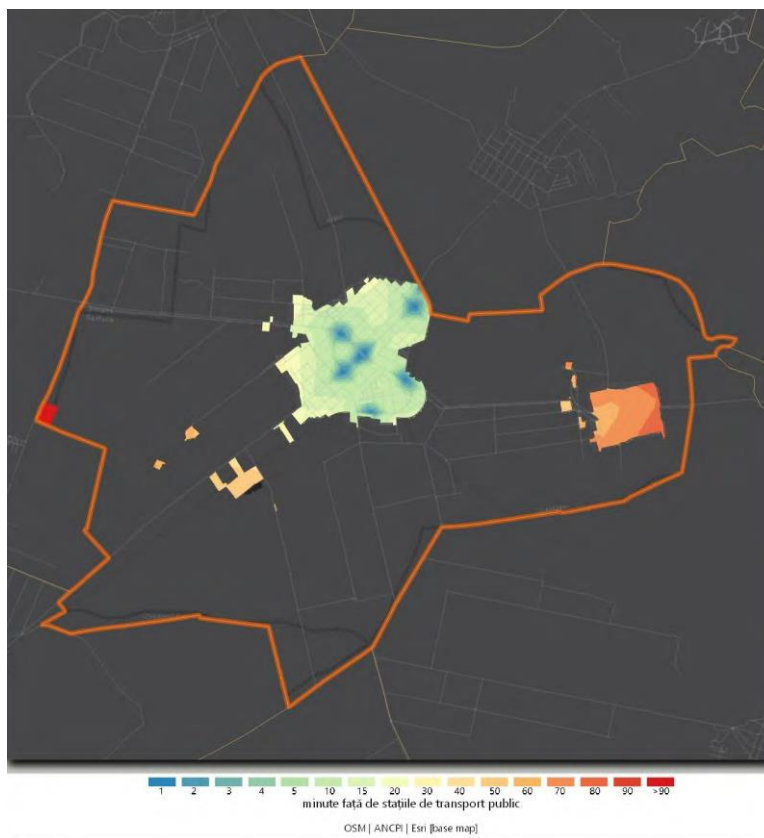 1 2 3 4 5 10 15 20 30 40 50 60 70 80 90 >90
minute față de stațiile de transport public
OSM | ANCPI | Esri [base map]